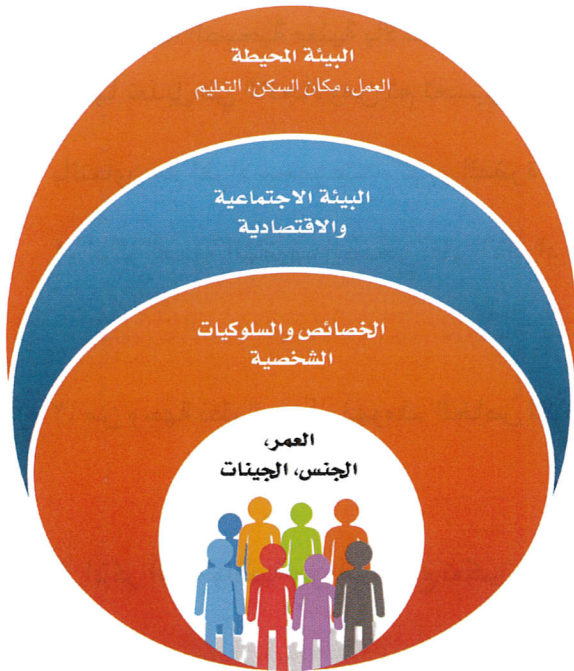 البيئة المحيطة
العمل، مكان السكن، التعليم
البيئة الاجتماعية
والاقتصادية
الخصائص والسلوكيات
الشخصية
العمر،
الجنس، الجينات